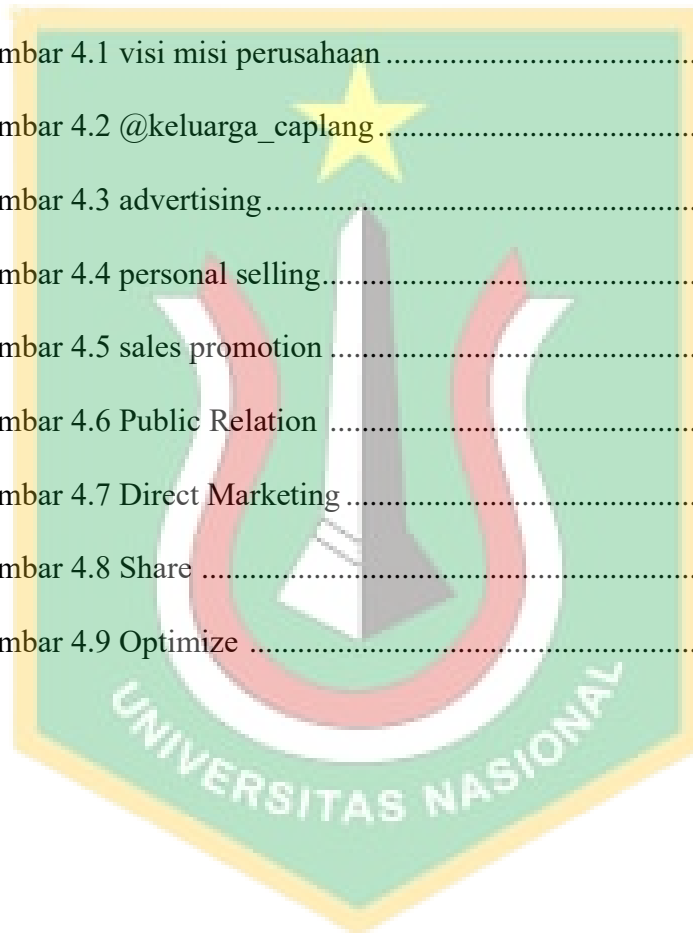 mbar 4.1 visi misi perusahaan ........................................
mbar 4.2 @keluarga_caplang ........................................
mbar 4.3 advertising ........................................
mbar 4.4 personal selling ........................................
mbar 4.5 sales promotion ........................................
mbar 4.6 Public Relation ........................................
mbar 4.7 Direct Marketing ........................................
mbar 4.8 Share ........................................
mbar 4.9 Optimize ........................................
UNIVERSITAS NASIONAL